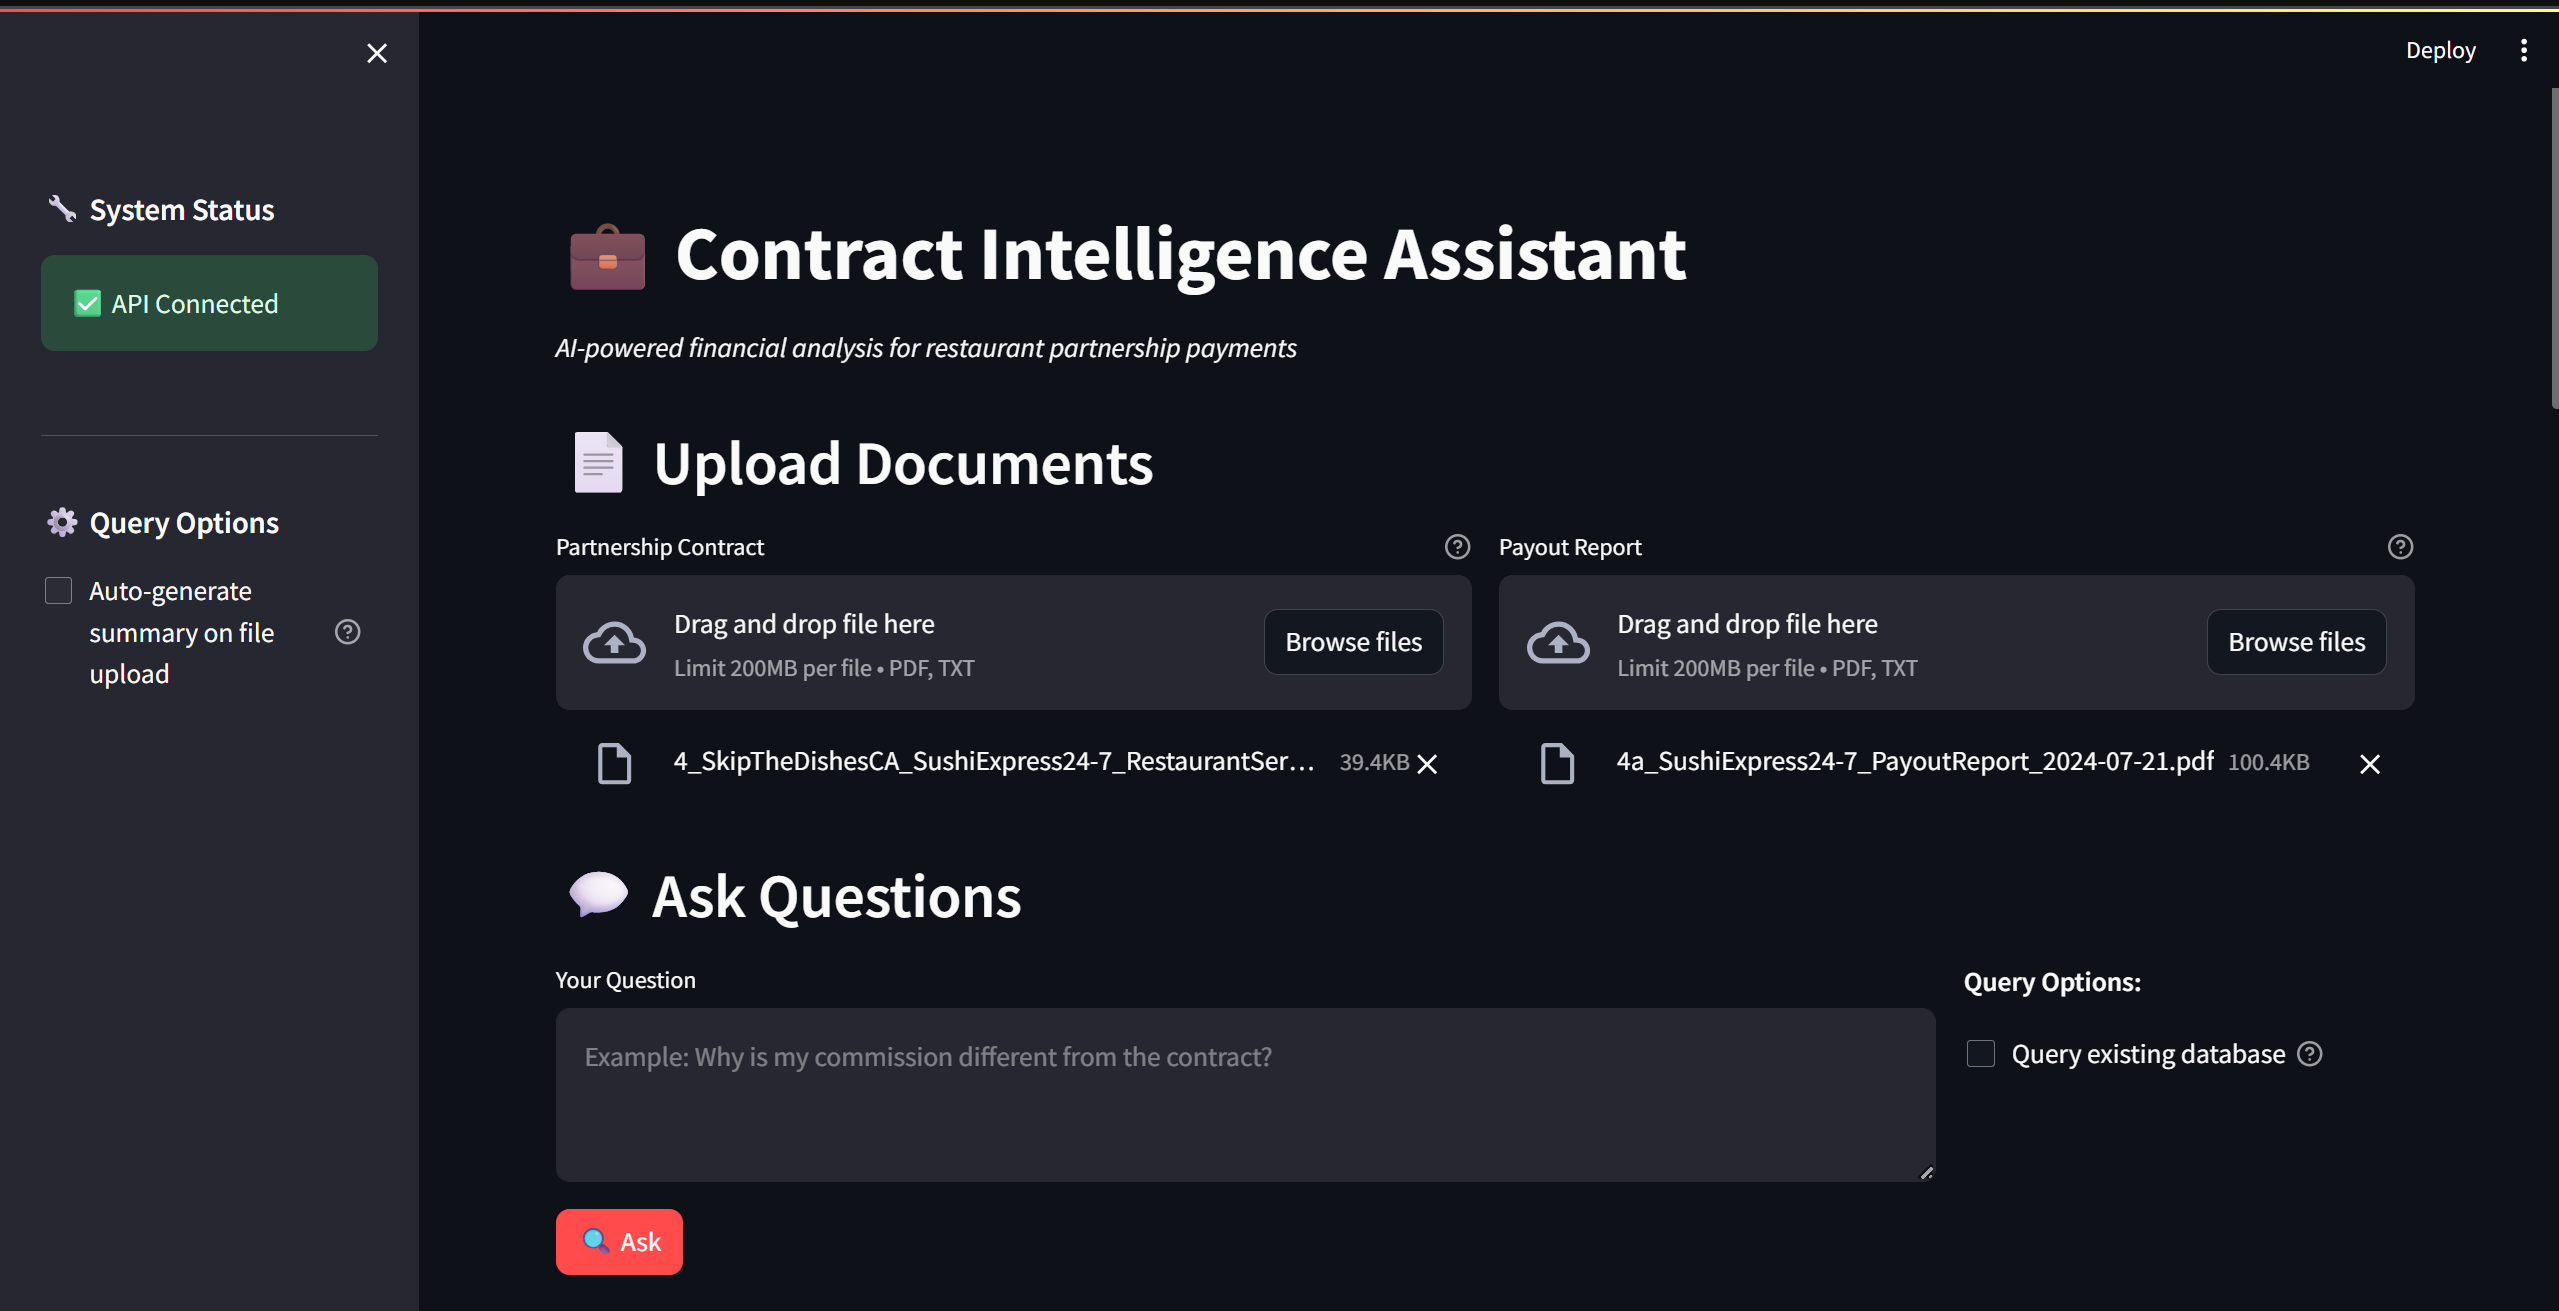 Deploy
System Status
✅ API Connected
Query Options
Auto-generate
summary on file
upload
Contract Intelligence Assistant
AI-powered financial analysis for restaurant partnership payments
Upload Documents
Partnership Contract
Drag and drop file here
Limit 200MB per file • PDF, TXT
Browse files
4_SkipTheDishesCA_SushiExpress24-7_RestaurantSer...
39.4KB
Payout Report
Drag and drop file here
Limit 200MB per file • PDF, TXT
Browse files
4a_SushiExpress24-7_PayoutReport_2024-07-21.pdf
100.4KB
Ask Questions
Your Question
Example: Why is my commission different from the contract?
Query Options:
Query existing database
Ask